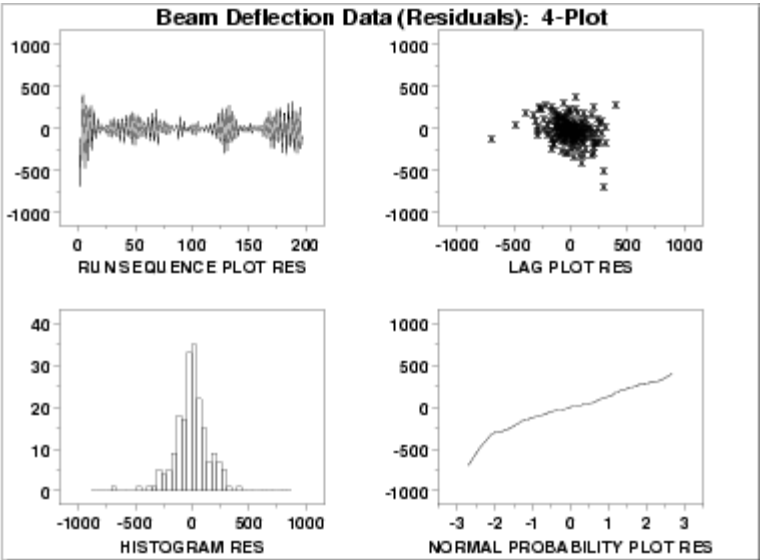 Beam Deflection Data (Residuals): 4-Plot
1000
500
0
-500
-1000
0 50 100 150 200
RUN SEQUENCE PLOT RES
1000
500
0
-500
-1000
-1000 -500 0 500 1000
LAG PLOT RES
40
30
20
10
0
-1000 -500 0 500 1000
HISTOGRAM RES
1000
500
0
-500
-1000
-3 -2 -1 0 1 2 3
NORMAL PROBABILITY PLOT RES